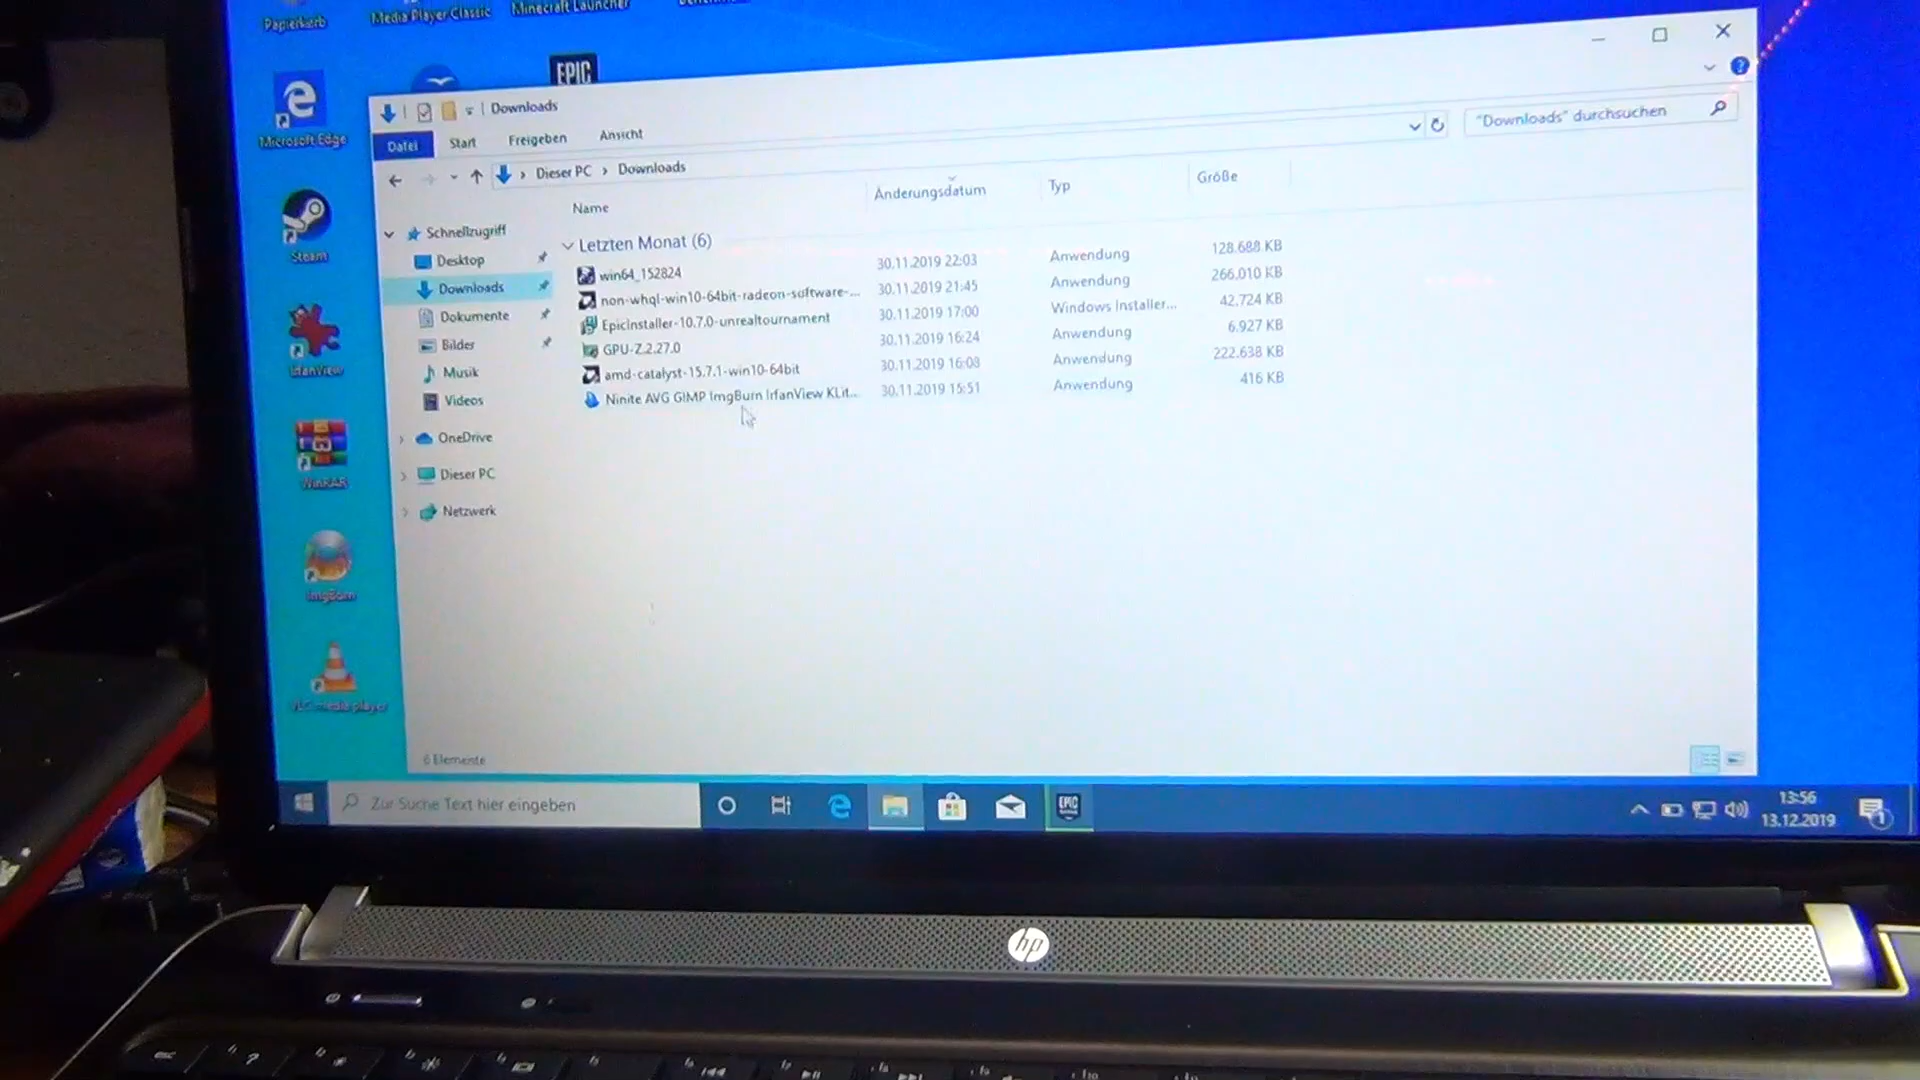 Papierkorb
Media Player Classic
Minecraft Launcher
EPIC
Microsoft Edge
Steam
IrfanView
WinRAR
ImgBurn
VLC media player
Downloads
Datei Start Freigeben Ansicht
Dieser PC › Downloads
"Downloads" durchsuchen
Name Änderungsdatum Typ Größe
Schnellzugriff
Desktop
Downloads
Dokumente
Bilder
Musik
Videos
OneDrive
Dieser PC
Netzwerk
Letzten Monat (6)
win64_152824 30.11.2019 22:03 Anwendung 128.688 KB
non-whql-win10-64bit-radeon-software-... 30.11.2019 21:45 Anwendung 266.010 KB
EpicInstaller-10.7.0-unrealtournament 30.11.2019 17:00 Windows Installer... 42.724 KB
GPU-Z.2.27.0 30.11.2019 16:24 Anwendung 6.927 KB
amd-catalyst-15.7.1-win10-64bit 30.11.2019 16:08 Anwendung 222.638 KB
Ninite AVG GIMP ImgBurn IrfanView KLit... 30.11.2019 15:51 Anwendung 416 KB
6 Elemente
Zur Suche Text hier eingeben
EPIC
13:56
13.12.2019
1
hp